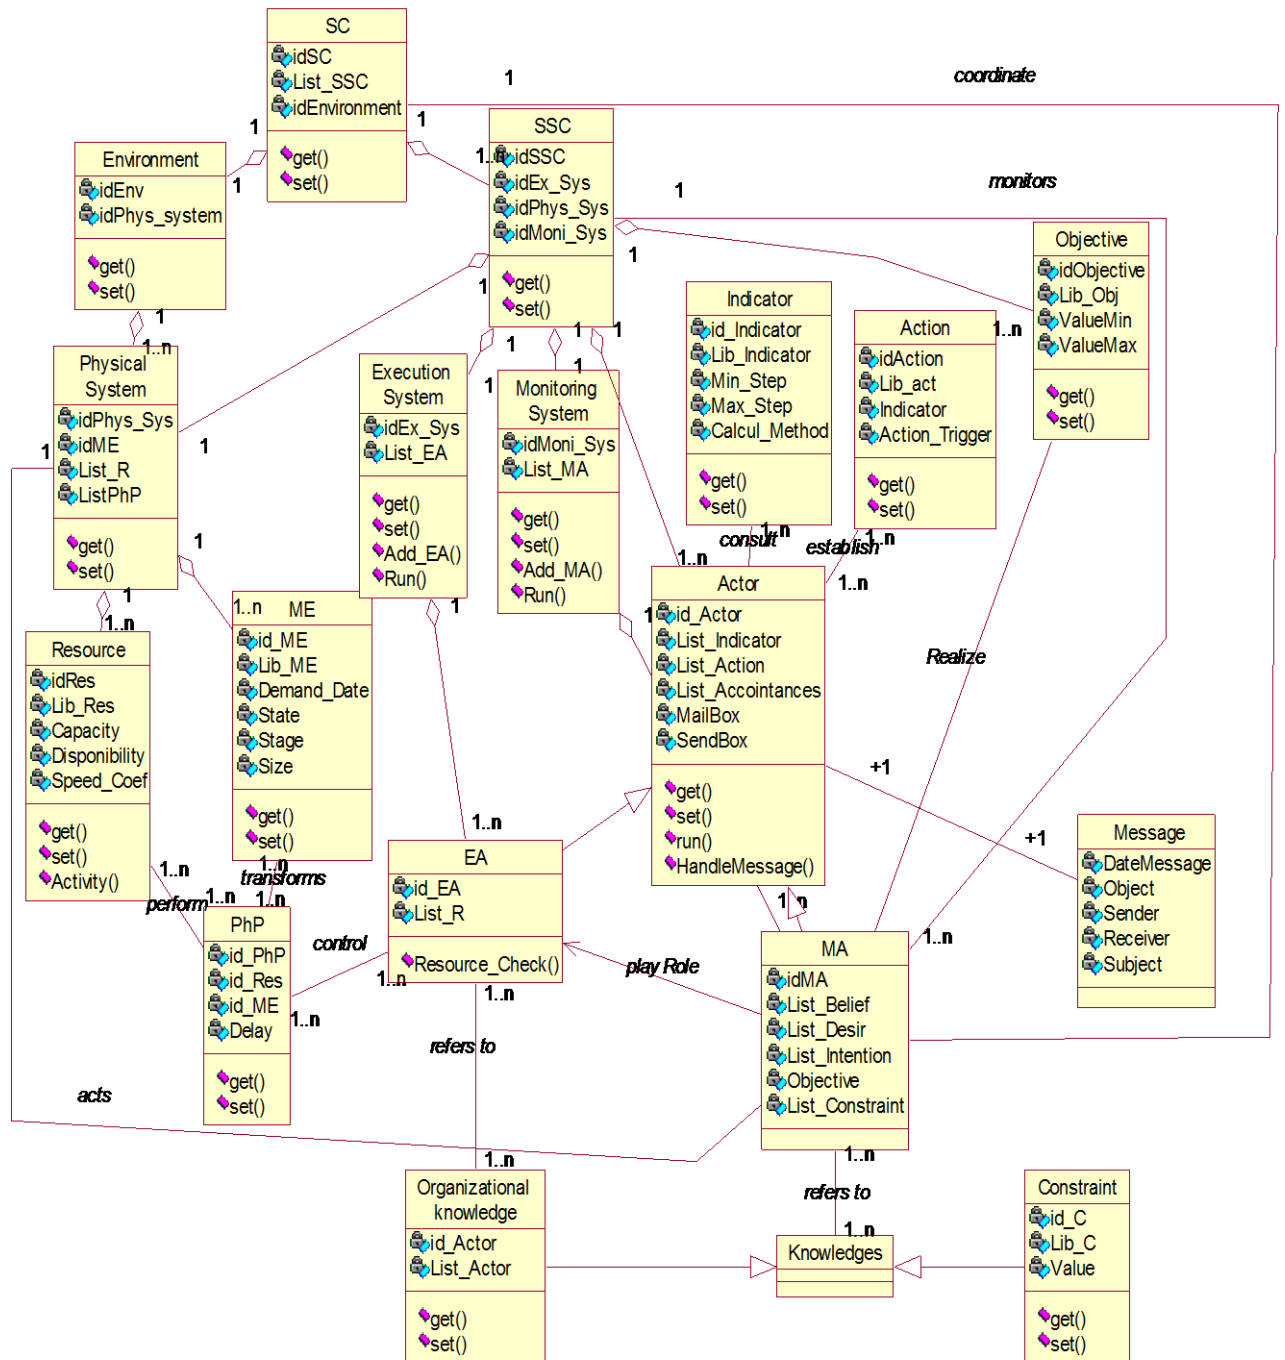 SC
idSC
List_SSC
idEnvironment
get()
set()
1
coordinate
1
1
SSC
idSSC
idEx_Sys
idPhys_Sys
idMoni_Sys
get()
set()
1..n
Environment
idEnv
idPhys_system
get()
set()
1
1
monitors
1
1
Objective
idObjective
Lib_Obj
ValueMin
ValueMax
get()
set()
1..n
Indicator
id_Indicator
Lib_Indicator
Min_Step
Max_Step
Calcul_Method
get()
set()
1..n
consult
Action
idAction
Lib_act
Indicator
Action_Trigger
get()
set()
establish
1..n
1..n
1
1..n
Physical
System
idPhys_Sys
idME
List_R
ListPhP
get()
set()
1
1
1
1
1
1
1
1
1
Execution
System
idEx_Sys
List_EA
get()
set()
Add_EA()
Run()
1
Monitoring
System
idMoni_Sys
List_MA
get()
set()
Add_MA()
Run()
1
1..n
Actor
id_Actor
List_Indicator
List_Action
List_Accointances
MailBox
SendBox
get()
set()
run()
HandleMessage()
1
1..n
Resource
idRes
Lib_Res
Capacity
Disponibility
Speed_Coef
get()
set()
Activity()
1..n
ME
id_ME
Lib_ME
Demand_Date
State
Stage
Size
get()
set()
1..n
transforms
1..n
Realize
+1
+1
Message
DateMessage
Object
Sender
Receiver
Subject
1..n
perform
1..n
PhP
id_PhP
id_Res
id_ME
Delay
get()
set()
control
1..n
1..n
1..n
EA
id_EA
List_R
Resource_Check()
1..n
refers to
1..n
play Role
1..n
1..n
MA
idMA
List_Belief
List_Desir
List_Intention
Objective
List_Constraint
1..n
refers to
1..n
acts
Organizational
knowledge
id_Actor
List_Actor
get()
set()
Knowledges
Constraint
id_C
Lib_C
Value
get()
set()